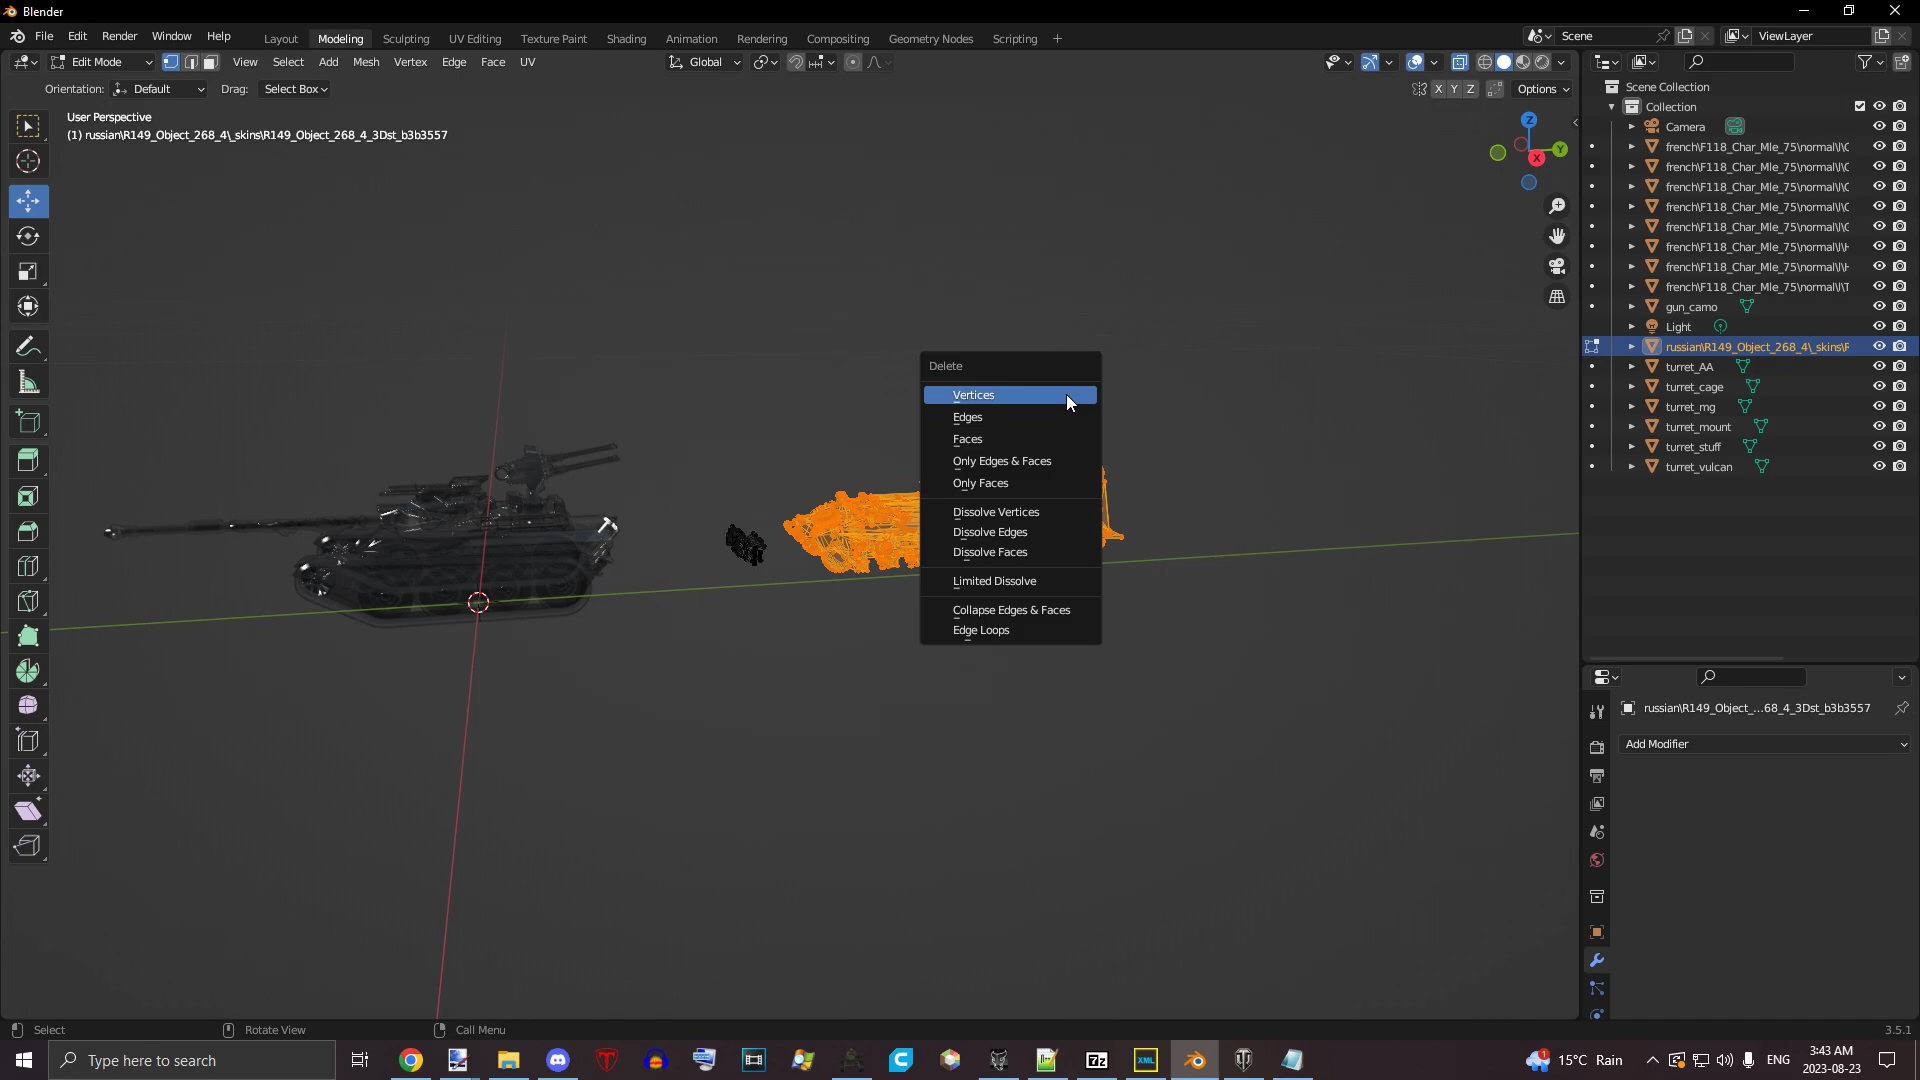 Blender
File Edit Render Window Help
Layout Modeling Sculpting UV Editing Texture Paint Shading Animation Rendering Compositing Geometry Nodes Scripting +
Scene
ViewLayer
Edit Mode
View Select Add Mesh Vertex Edge Face UV
Global
Orientation: Default Drag: Select Box
X Y Z Options
User Perspective
(1) russian\R149_Object_268_4\_skins\R149_Object_268_4_3Dst_b3b3557
Z
Y
X
Delete
Vertices
Edges
Faces
Only Edges & Faces
Only Faces
Dissolve Vertices
Dissolve Edges
Dissolve Faces
Limited Dissolve
Collapse Edges & Faces
Edge Loops
Scene Collection
Collection
Camera
french\F118_Char_Mle_75\normal\l\C
french\F118_Char_Mle_75\normal\l\C
french\F118_Char_Mle_75\normal\l\C
french\F118_Char_Mle_75\normal\l\C
french\F118_Char_Mle_75\normal\l\C
french\F118_Char_Mle_75\normal\l\H
french\F118_Char_Mle_75\normal\l\H
french\F118_Char_Mle_75\normal\l\T
gun_camo
Light
russian\R149_Object_268_4\_skins\F
turret_AA
turret_cage
turret_mg
turret_mount
turret_stuff
turret_vulcan
russian\R149_Object_...68_4_3Dst_b3b3557
Add Modifier
Select
Rotate View
Call Menu
3.5.1
Type here to search
7z
XML
1
15°C Rain
ENG
3:43 AM
2023-08-23